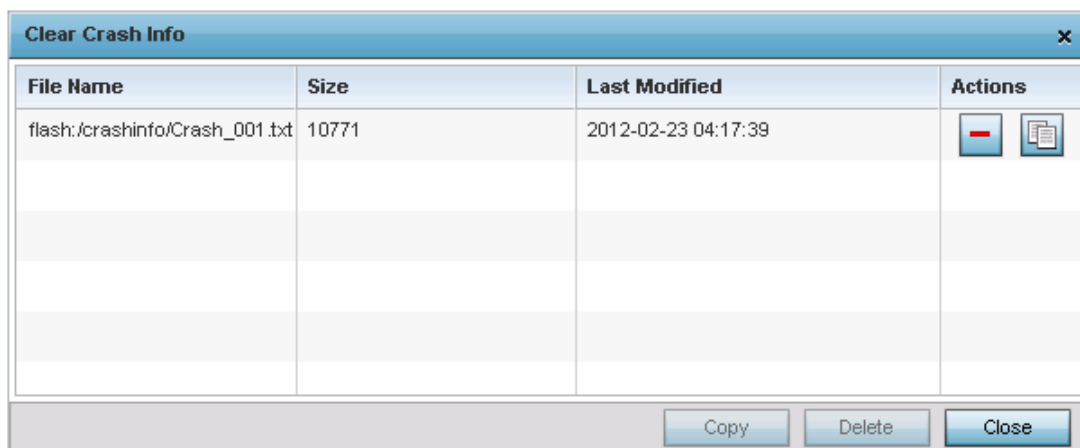 Clear Crash Info
File Name Size Last Modified Actions
flash:/crashinfo/Crash_001.txt 10771 2012-02-23 04:17:39
Copy Delete Close